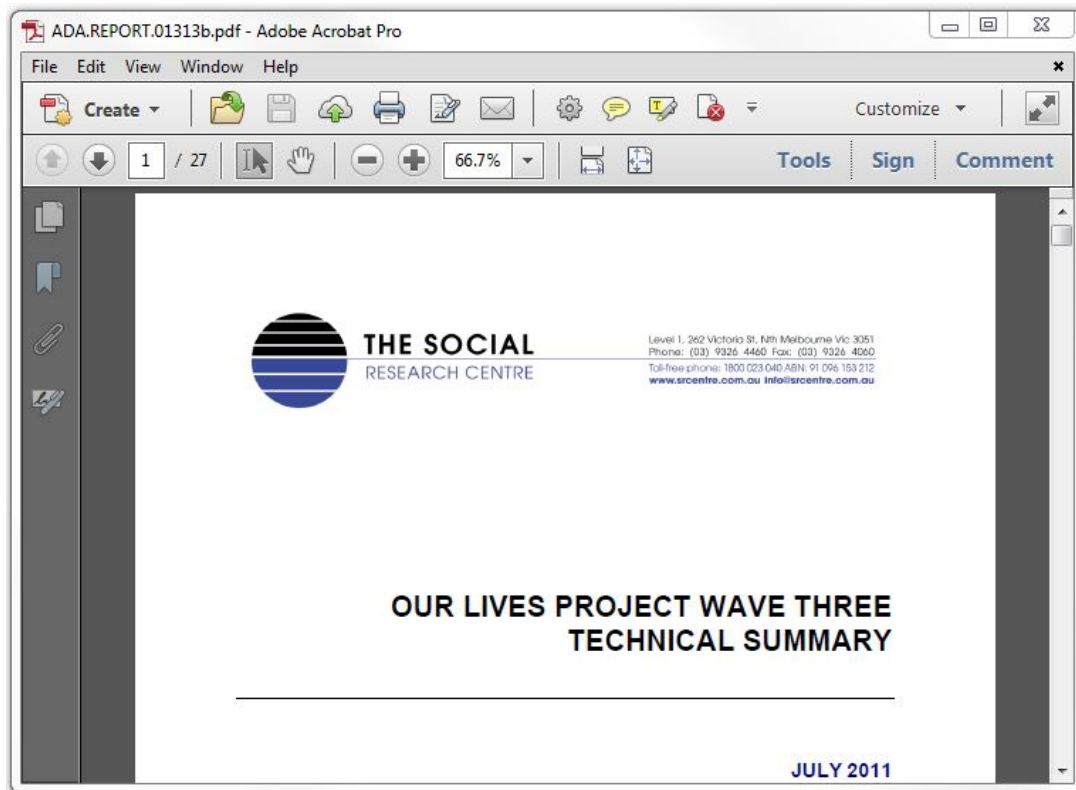 ADA.REPORT.01313b.pdf - Adobe Acrobat Pro
File Edit View Window Help
Create Customize
1 / 27 66.7% Tools Sign Comment
THE SOCIAL
RESEARCH CENTRE
Level 1, 262 Victoria St, Nth Melbourne Vic 3051
Phone: (03) 9326 4460 Fax: (03) 9326 4060
Toll-free phone: 1800 023 040 ABN: 91 096 153 212
www.srcentre.com.au info@srcentre.com.au
OUR LIVES PROJECT WAVE THREE
TECHNICAL SUMMARY
JULY 2011